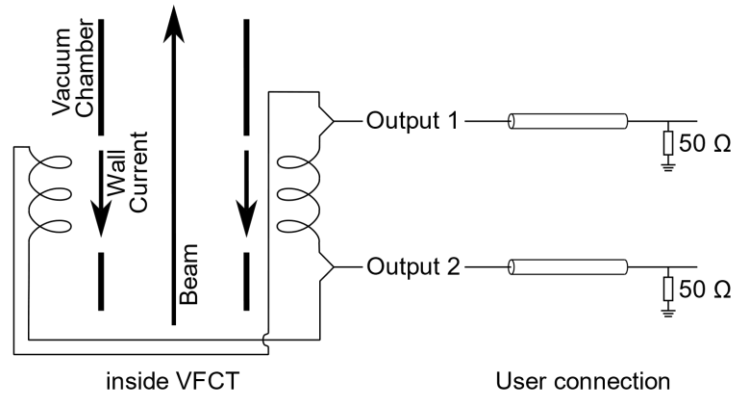 Vacuum
Chamber
Wall
Current
Beam
Output 1
50 Ω
Output 2
50 Ω
inside VFCT
User connection